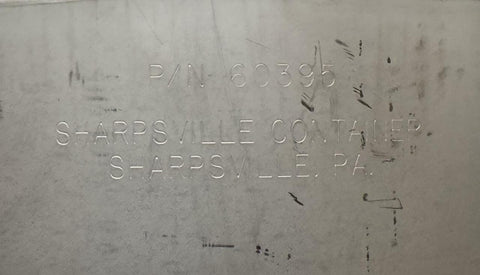 P/N 60395
SHARPSVILLE CONTAINER
SHARPSVILLE, PA.